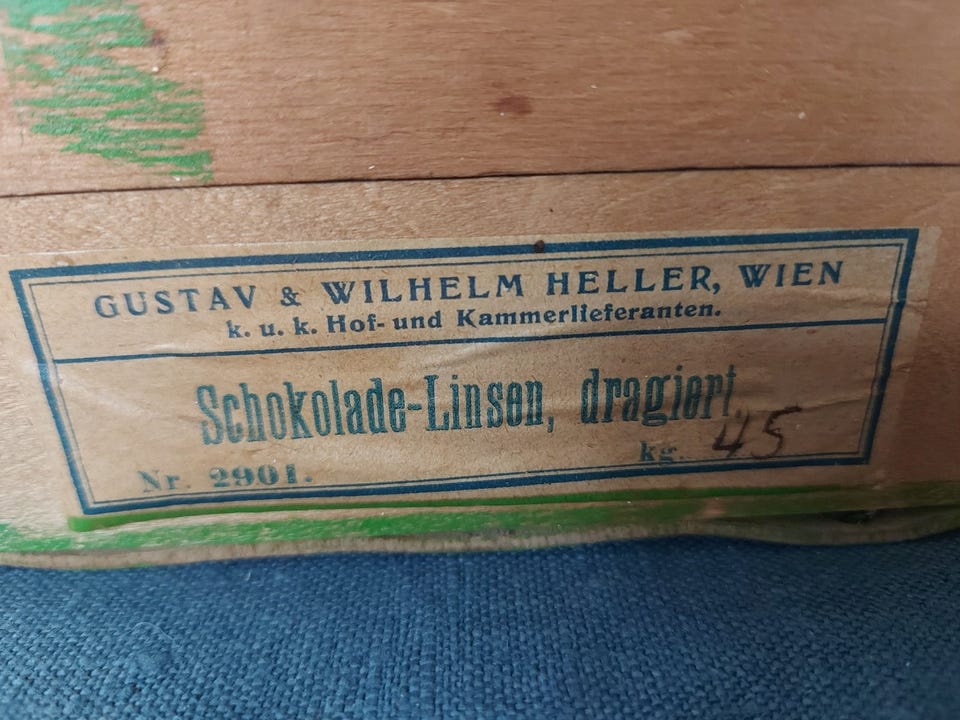 GUSTAV & WILHELM HELLER, WIEN
k. u. k. Hof- und Kammerlieferanten.
Schokolade-Linsen, dragiert.
Nr. 2901. kg. 45